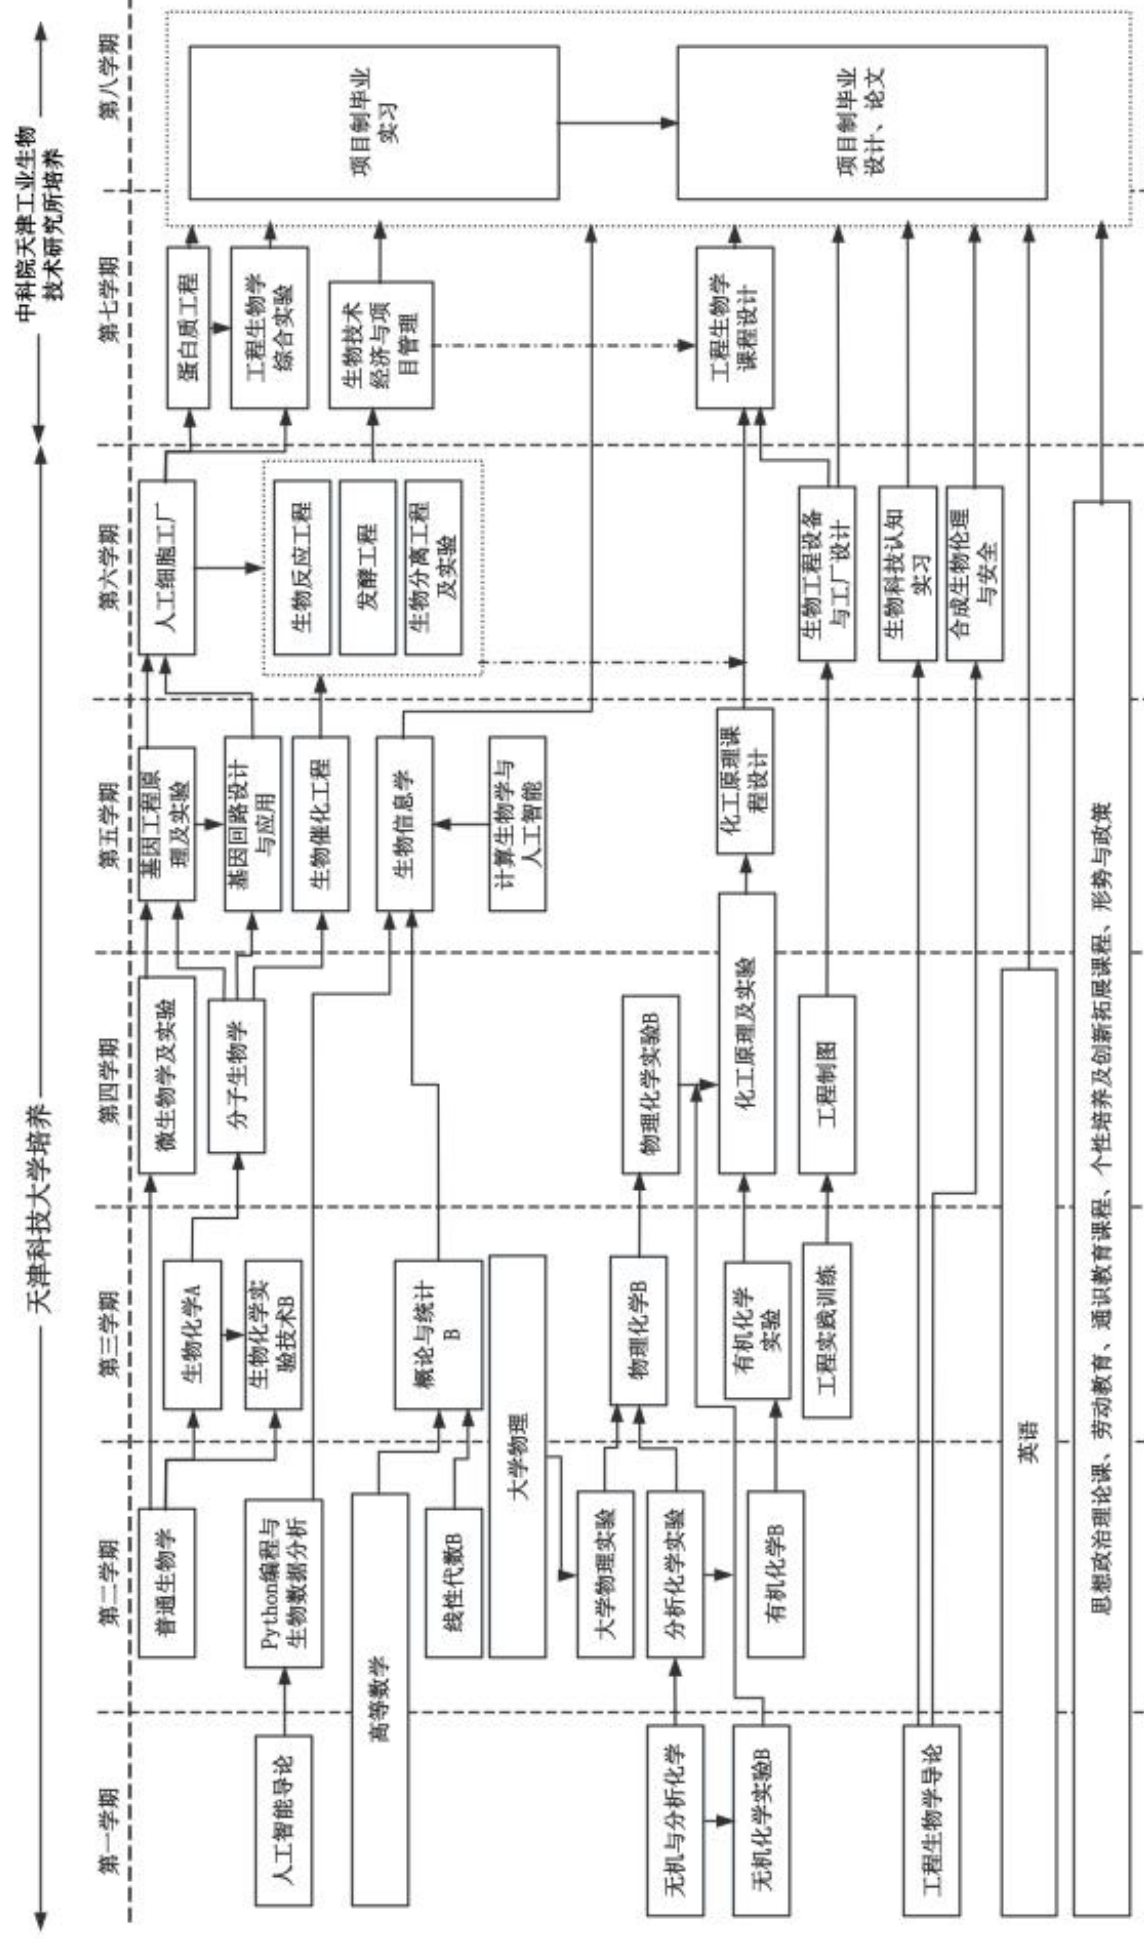 天津科技大学培养
中科院天津工业生物
技术研究所培养
第一学期
第二学期
第三学期
第四学期
第五学期
第六学期
第七学期
第八学期
人工智能导论
高等数学
无机与分析化学
无机化学实验B
工程生物学导论
英语
思想政治理论课、劳动教育、通识教育课程、个性培养及创新拓展课程、形势与政策
普通生物学
Python编程与
生物数据分析
线性代数B
大学物理
大学物理实验
分析化学实验
有机化学B
生物化学A
生物化学实
验技术B
概论与统计
B
物理化学B
有机化学
实验
工程实践训练
微生物学及实验
分子生物学
物理化学实验B
化工原理及实验
工程制图
基因工程原
理及实验
基因回路设计
与应用
生物催化工程
生物信息学
计算生物学与
人工智能
化工原理课
程设计
人工细胞工厂
生物反应工程
发酵工程
生物分离工程
及实验
生物工程设备
与工厂设计
生物科技认知
实习
合成生物伦理
与安全
蛋白质工程
工程生物学
综合实验
生物技术
经济与项
目管理
工程生物学
课程设计
项目制毕业
实习
项目制毕业
设计、论文